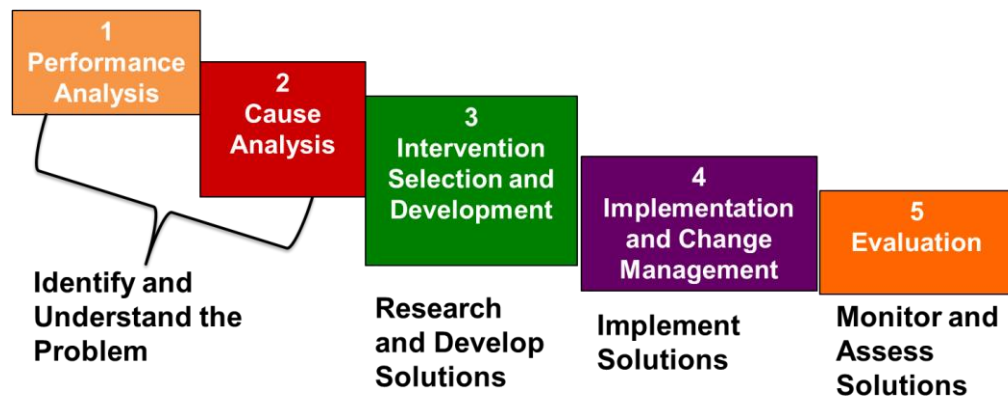 1
Performance
Analysis
2
Cause
Analysis
3
Intervention
Selection and
Development
4
Implementation
and Change
Management
5
Evaluation
Identify and
Understand the
Problem
Research
and Develop
Solutions
Implement
Solutions
Monitor and
Assess
Solutions